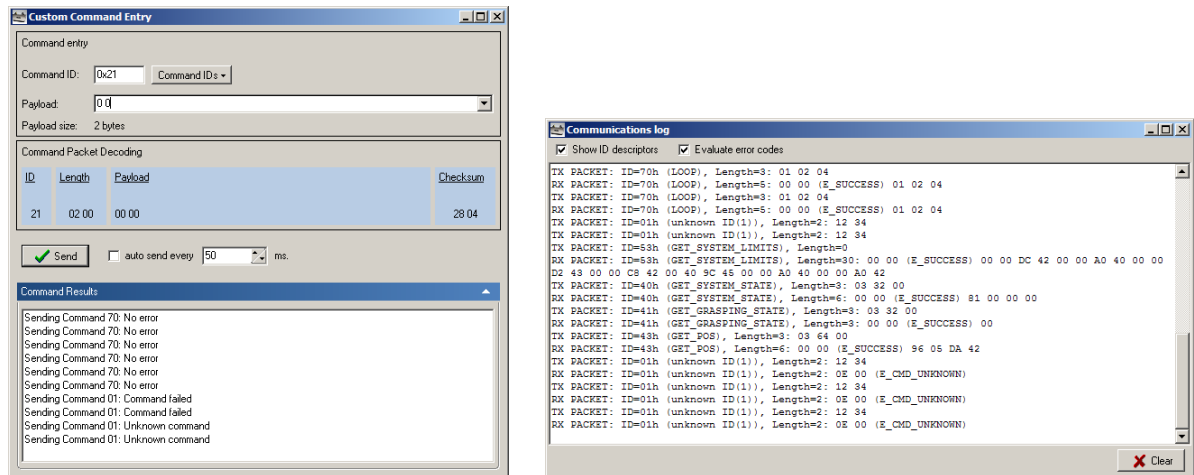 Custom Command Entry
Command entry
Command ID: 0x21 Command IDs
Payload: 0 0
Payload size: 2 bytes
Command Packet Decoding
ID Length Payload Checksum
21 02 00 00 00 28 04
Send auto send every 50 ms.
Command Results
Sending Command 70: No error
Sending Command 70: No error
Sending Command 70: No error
Sending Command 70: No error
Sending Command 70: No error
Sending Command 70: No error
Sending Command 01: Command failed
Sending Command 01: Command failed
Sending Command 01: Unknown command
Sending Command 01: Unknown command
Communications log
Show ID descriptors Evaluate error codes
TX PACKET: ID=70h (LOOP), Length=3: 01 02 04
RX PACKET: ID=70h (LOOP), Length=5: 00 00 (E_SUCCESS) 01 02 04
TX PACKET: ID=70h (LOOP), Length=3: 01 02 04
RX PACKET: ID=70h (LOOP), Length=5: 00 00 (E_SUCCESS) 01 02 04
TX PACKET: ID=01h (unknown ID(1)), Length=2: 12 34
TX PACKET: ID=01h (unknown ID(1)), Length=2: 12 34
TX PACKET: ID=53h (GET_SYSTEM_LIMITS), Length=0
RX PACKET: ID=53h (GET_SYSTEM_LIMITS), Length=30: 00 00 (E_SUCCESS) 00 00 DC 42 00 00 A0 40 00 00
D2 43 00 00 C8 42 00 40 9C 45 00 00 A0 40 00 00 A0 42
TX PACKET: ID=40h (GET_SYSTEM_STATE), Length=3: 03 32 00
RX PACKET: ID=40h (GET_SYSTEM_STATE), Length=6: 00 00 (E_SUCCESS) 81 00 00 00
TX PACKET: ID=41h (GET_GRASPING_STATE), Length=3: 03 32 00
RX PACKET: ID=41h (GET_GRASPING_STATE), Length=3: 00 00 (E_SUCCESS) 00
TX PACKET: ID=43h (GET_POS), Length=3: 03 64 00
RX PACKET: ID=43h (GET_POS), Length=6: 00 00 (E_SUCCESS) 96 05 DA 42
TX PACKET: ID=01h (unknown ID(1)), Length=2: 12 34
RX PACKET: ID=01h (unknown ID(1)), Length=2: 0E 00 (E_CMD_UNKNOWN)
TX PACKET: ID=01h (unknown ID(1)), Length=2: 12 34
RX PACKET: ID=01h (unknown ID(1)), Length=2: 0E 00 (E_CMD_UNKNOWN)
TX PACKET: ID=01h (unknown ID(1)), Length=2: 12 34
RX PACKET: ID=01h (unknown ID(1)), Length=2: 0E 00 (E_CMD_UNKNOWN)
Clear